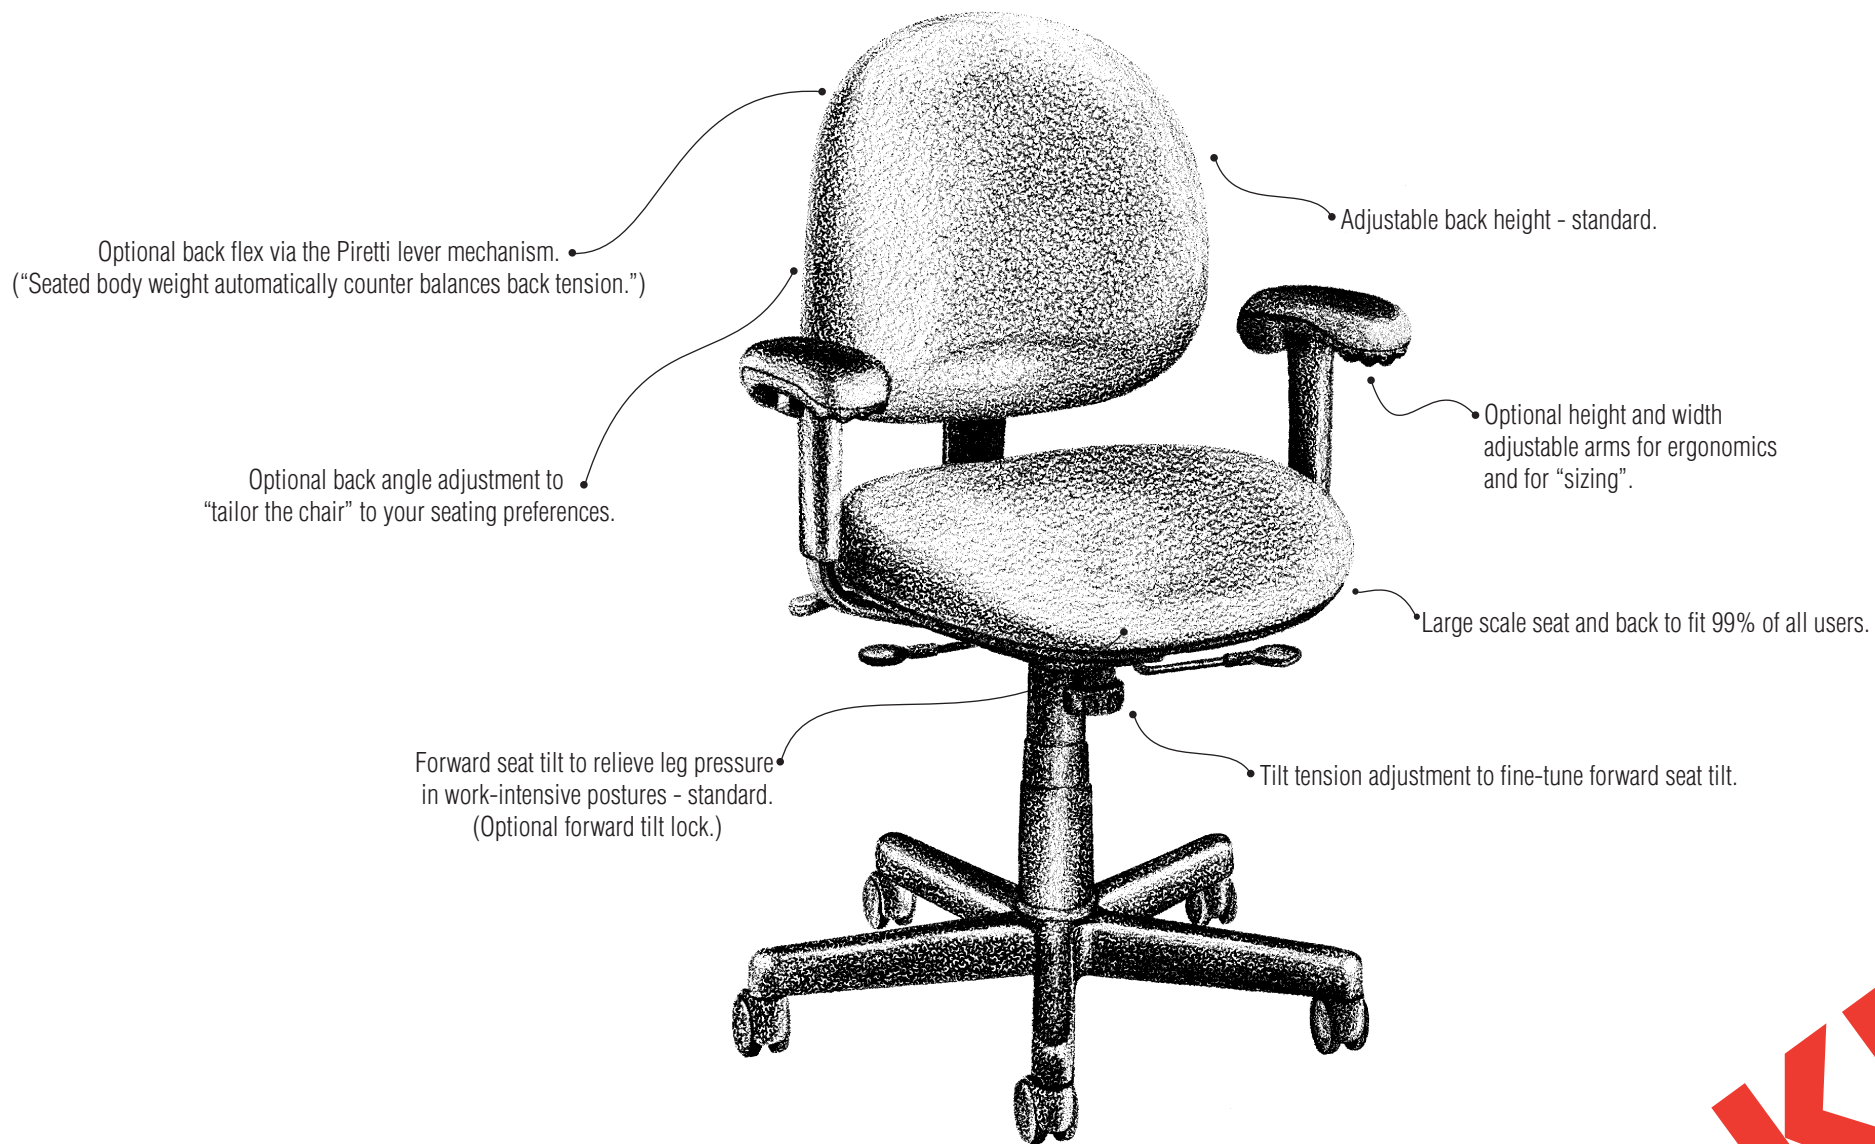 Optional back flex via the Piretti lever mechanism.
(“Seated body weight automatically counter balances back tension.”)
Adjustable back height - standard.
Optional height and width
adjustable arms for ergonomics
and for “sizing”.
Optional back angle adjustment to
“tailor the chair” to your seating preferences.
Large scale seat and back to fit 99% of all users.
Forward seat tilt to relieve leg pressure
in work-intensive postures - standard.
(Optional forward tilt lock.)
Tilt tension adjustment to fine-tune forward seat tilt.